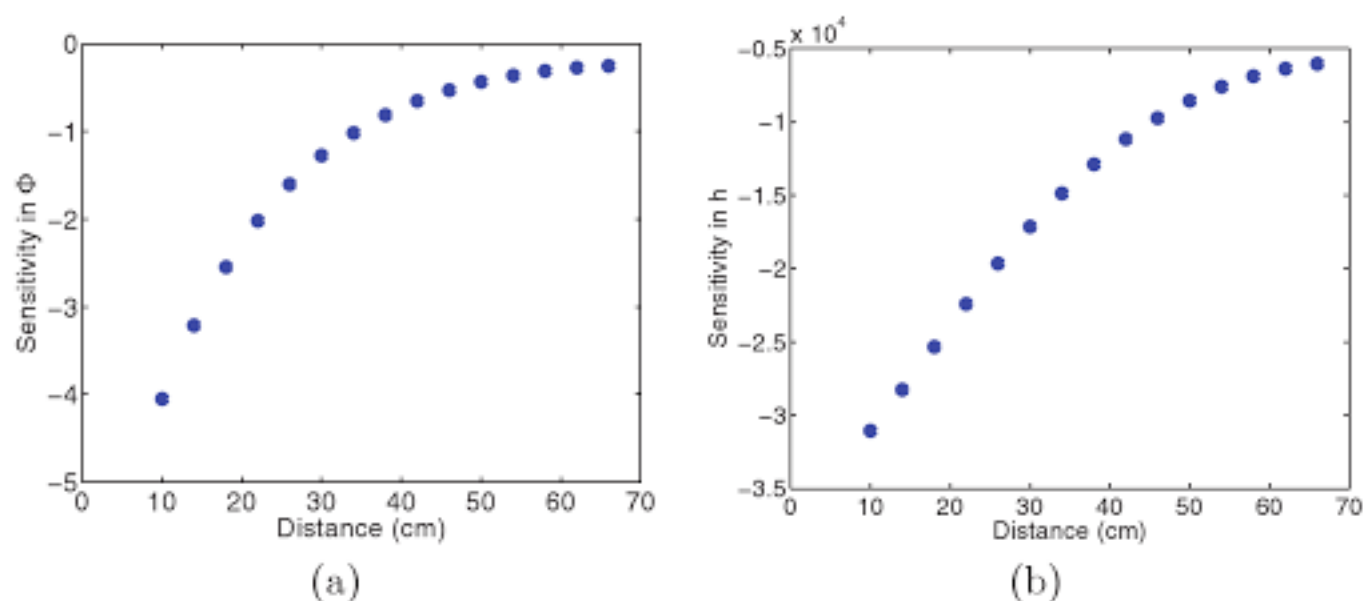 0
−1
−2
−3
−4
−5
0 10 20 30 40 50 60 70
Sensitivity in Φ
Distance (cm)
(a)
x 10^4
−0.5
−1
−1.5
−2
−2.5
−3
−3.5
0 10 20 30 40 50 60 70
Sensitivity in h
Distance (cm)
(b)